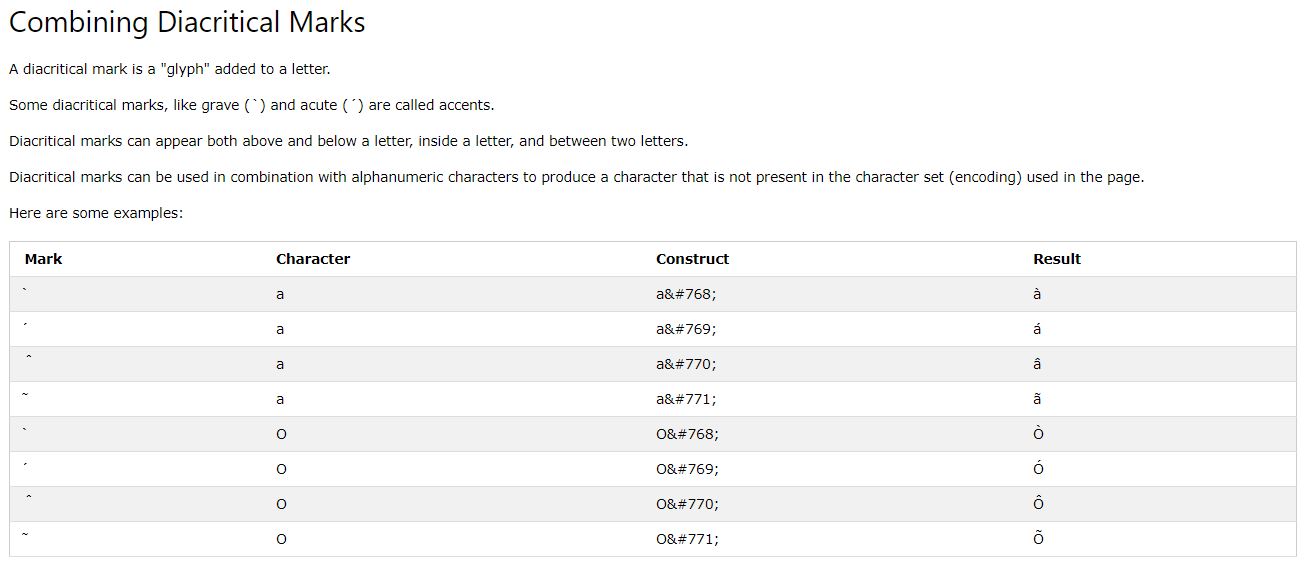 Combining Diacritical Marks
A diacritical mark is a "glyph" added to a letter.
Some diacritical marks, like grave (`) and acute (´) are called accents.
Diacritical marks can appear both above and below a letter, inside a letter, and between two letters.
Diacritical marks can be used in combination with alphanumeric characters to produce a character that is not present in the character set (encoding) used in the page.
Here are some examples:
Mark Character Construct Result
̀ a a&#768; à
́ a a&#769; á
̂ a a&#770; â
̃ a a&#771; ã
̀ O O&#768; Ò
́ O O&#769; Ó
̂ O O&#770; Ô
̃ O O&#771; Õ